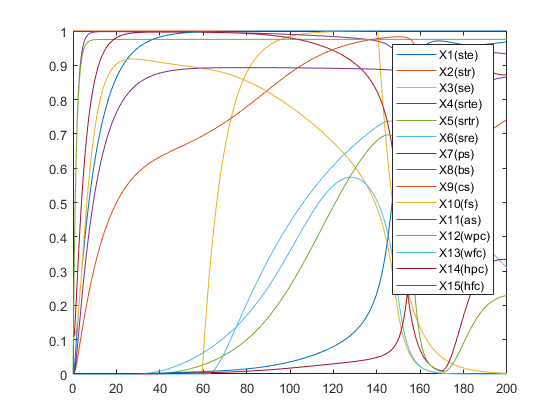 1
0.9
0.8
0.7
0.6
0.5
0.4
0.3
0.2
0.1
0
0 20 40 60 80 100 120 140 160 180 200
X1(ste)
X2(str)
X3(se)
X4(srte)
X5(srtr)
X6(sre)
X7(ps)
X8(bs)
X9(cs)
X10(fs)
X11(as)
X12(wpc)
X13(wfc)
X14(hpc)
X15(hfc)